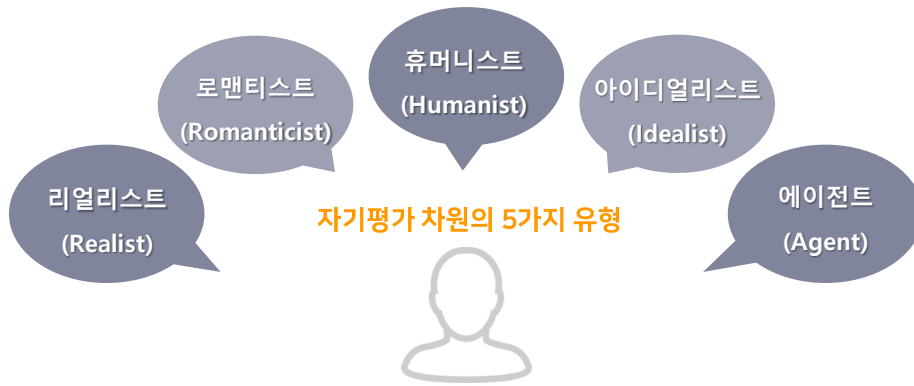 리얼리스트
(Realist)
로맨티스트
(Romanticist)
휴머니스트
(Humanist)
아이디얼리스트
(Idealist)
에이전트
(Agent)
자기평가 차원의 5가지 유형